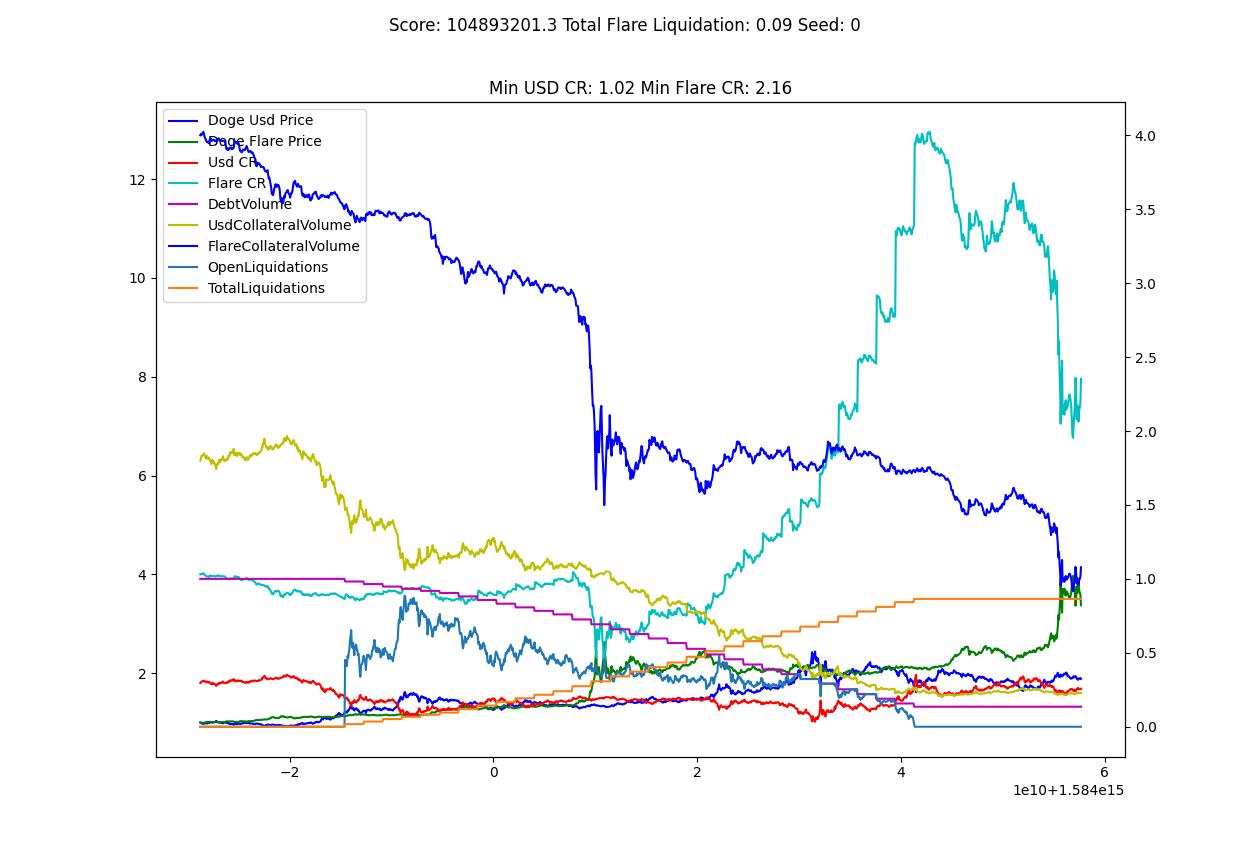 Score: 104893201.3 Total Flare Liquidation: 0.09 Seed: 0
Min USD CR: 1.02 Min Flare CR: 2.16
Doge Usd Price
Doge Flare Price
Usd CR
Flare CR
DebtVolume
UsdCollateralVolume
FlareCollateralVolume
OpenLiquidations
TotalLiquidations
12
10
8
6
4
2
4.0
3.5
3.0
2.5
2.0
1.5
1.0
0.5
0.0
−2 0 2 4 6
1e10+1.584e15